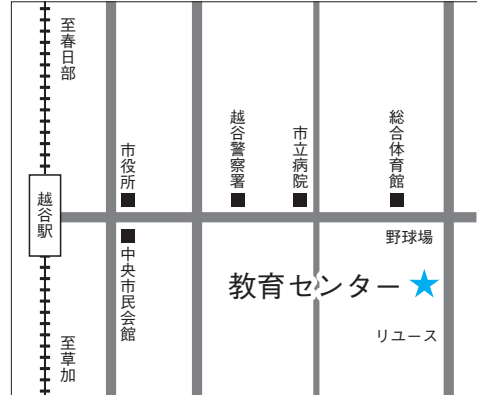 至春日部
越谷駅
至草加
市役所
中央市民会館
越谷警察署
市立病院
総合体育館
野球場
教育センター
リユース